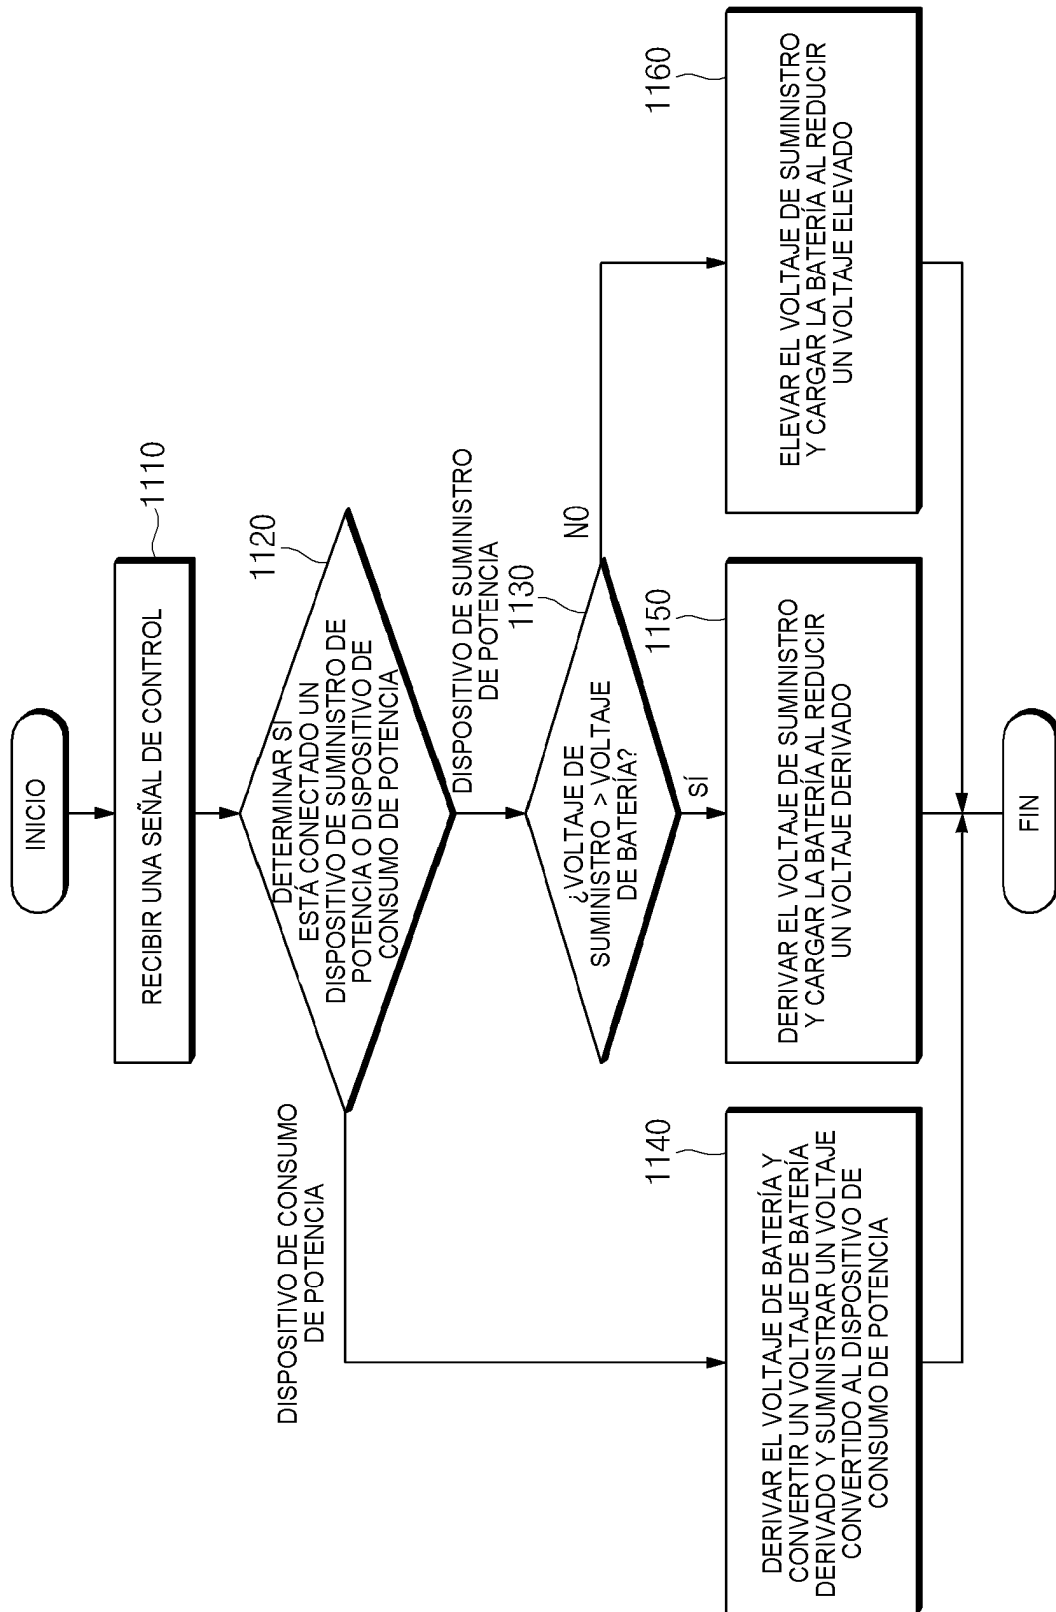 INICIO
RECIBIR UNA SEÑAL DE CONTROL
1110
DETERMINAR SI
ESTÁ CONECTADO UN
DISPOSITIVO DE SUMINISTRO DE
POTENCIA O DISPOSITIVO DE
CONSUMO DE POTENCIA
1120
DISPOSITIVO DE CONSUMO
DE POTENCIA
DISPOSITIVO DE SUMINISTRO
DE POTENCIA
1130
¿VOLTAJE DE
SUMINISTRO > VOLTAJE
DE BATERÍA?
NO
SÍ
1140
DERIVAR EL VOLTAJE DE BATERÍA Y
CONVERTIR UN VOLTAJE DE BATERÍA
DERIVADO Y SUMINISTRAR UN VOLTAJE
CONVERTIDO AL DISPOSITIVO DE
CONSUMO DE POTENCIA
1150
DERIVAR EL VOLTAJE DE SUMINISTRO
Y CARGAR LA BATERÍA AL REDUCIR
UN VOLTAJE DERIVADO
1160
ELEVAR EL VOLTAJE DE SUMINISTRO
Y CARGAR LA BATERÍA AL REDUCIR
UN VOLTAJE ELEVADO
FIN